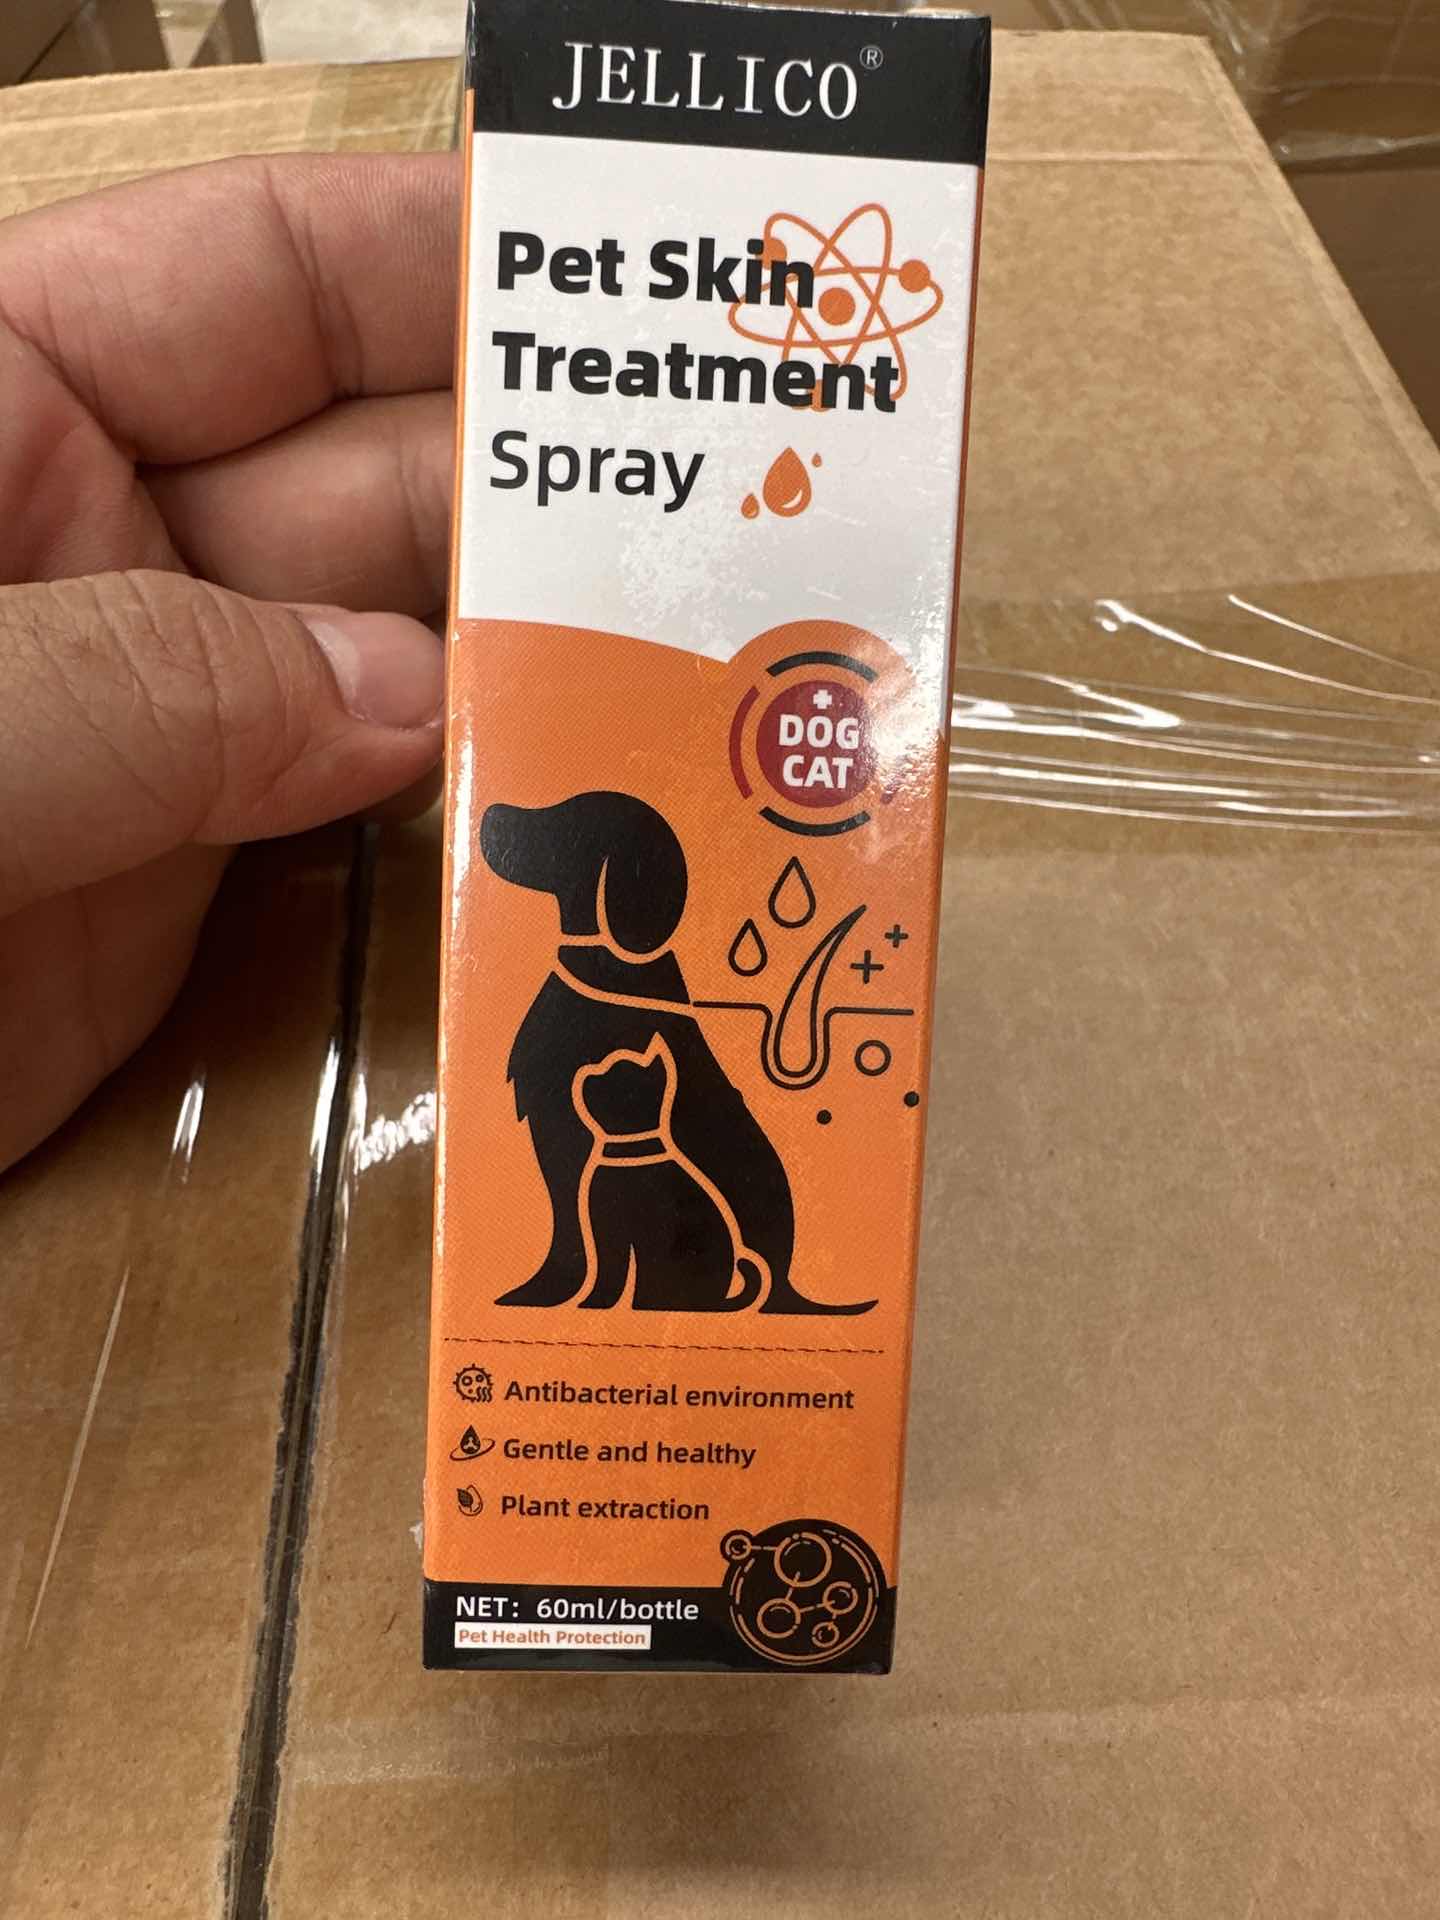 JELLICO®
Pet Skin
Treatment
Spray
DOG
CAT
Antibacterial environment
Gentle and healthy
Plant extraction
NET: 60ml/bottle
Pet Health Protection